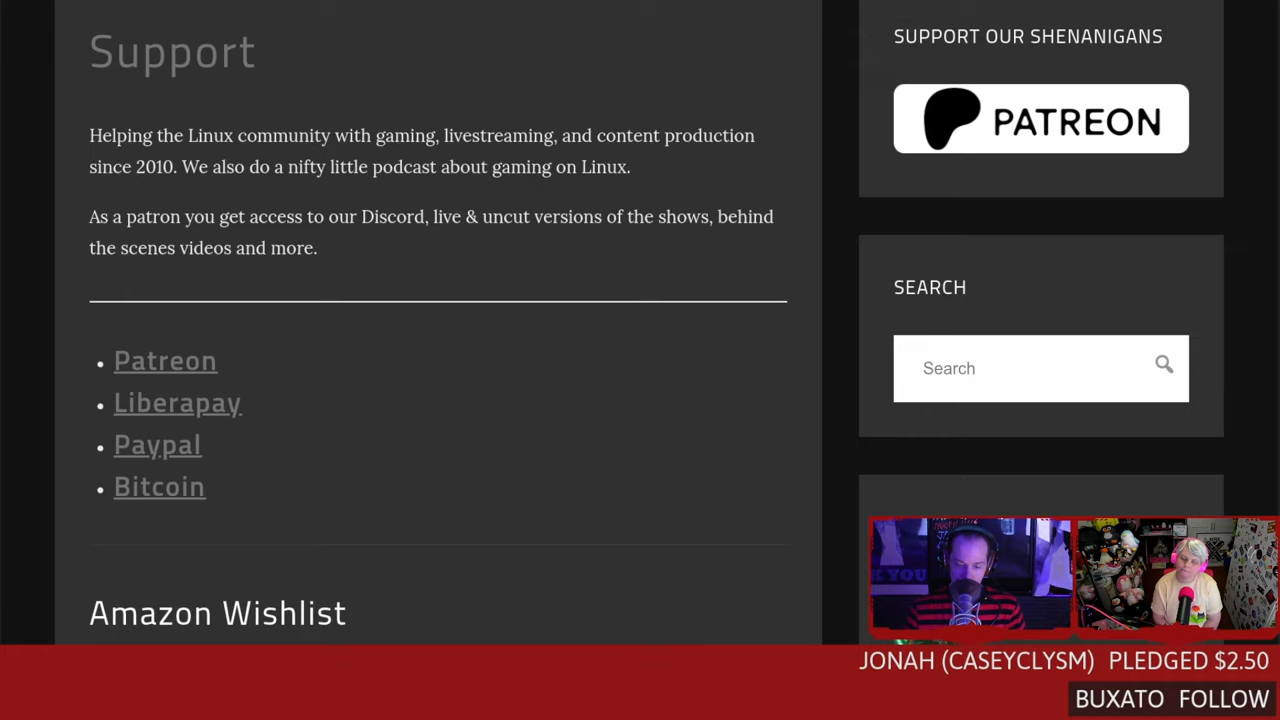 Support
Helping the Linux community with gaming, livestreaming, and content production
since 2010. We also do a nifty little podcast about gaming on Linux.
As a patron you get access to our Discord, live & uncut versions of the shows, behind
the scenes videos and more.
Patreon
Liberapay
Paypal
Bitcoin
Amazon Wishlist
SUPPORT OUR SHENANIGANS
PATREON
SEARCH
Search
JONAH (CASEYCLYSM) PLEDGED $2.50
BUXATO FOLLOW